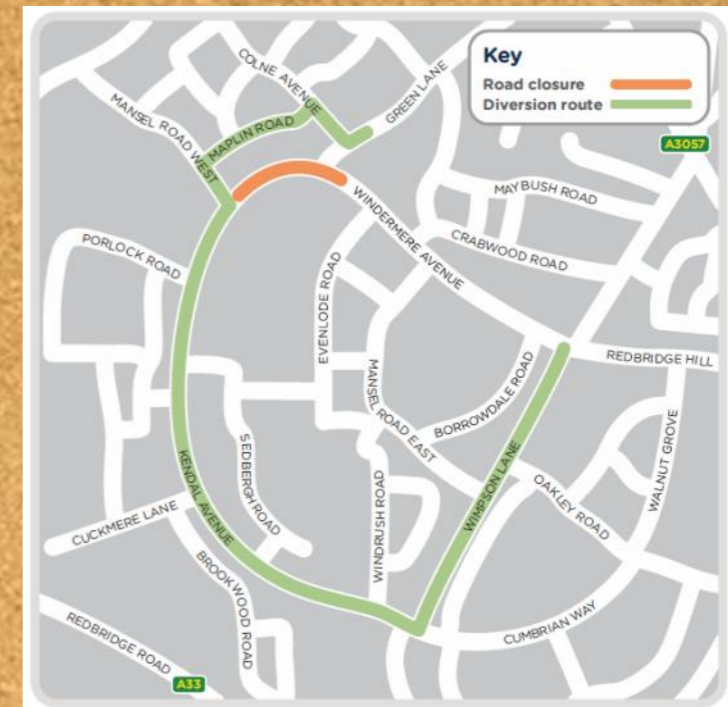 Key
Road closure
Diversion route
COLNE AVENUE
GREEN LANE
MANSEL ROAD WEST
MAPLIN ROAD
A3057
MAYBUSH ROAD
WINDERMERE AVENUE
CRABWOOD ROAD
PORLOCK ROAD
EVENLODE ROAD
REDBRIDGE HILL
MANSEL ROAD EAST
BORROWDALE ROAD
WALNUT GROVE
SEDBERGH ROAD
WIMPSON LANE
KENDAL AVENUE
WINDRUSH ROAD
OAKLEY ROAD
CUCKMERE LANE
BROOKWOOD ROAD
CUMBRIAN WAY
REDBRIDGE ROAD
A33